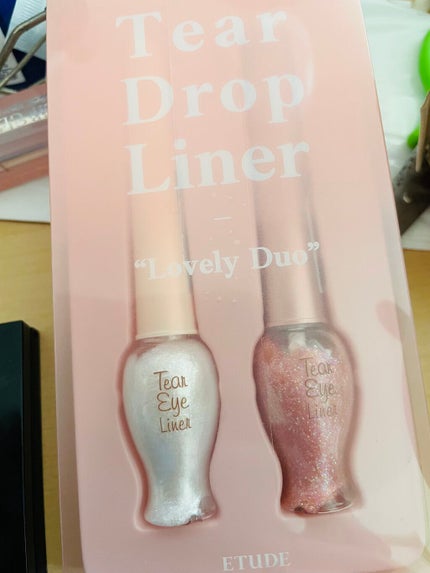 Tear
Drop
Liner
“Lovely Duo”
Tear
Eye
Liner
Tear
Eye
Liner
ETUDE